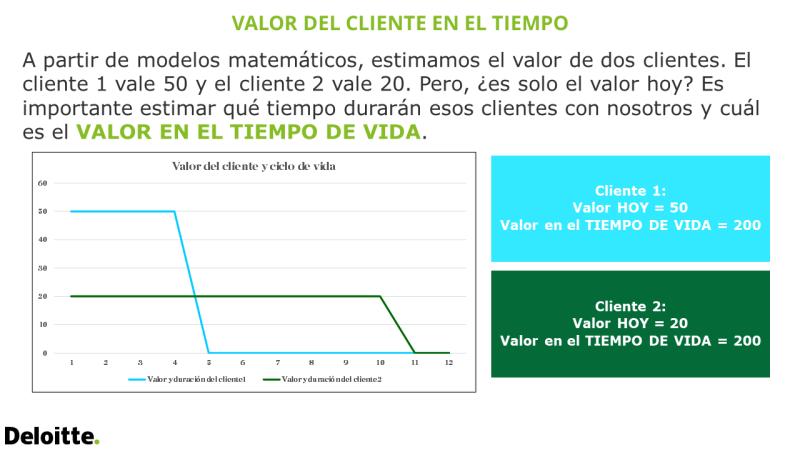 VALOR DEL CLIENTE EN EL TIEMPO
A partir de modelos matemáticos, estimamos el valor de dos clientes. El
cliente 1 vale 50 y el cliente 2 vale 20. Pero, ¿es solo el valor hoy? Es
importante estimar qué tiempo durarán esos clientes con nosotros y cuál
es el VALOR EN EL TIEMPO DE VIDA.
Valor del cliente y ciclo de vida
60
50
40
30
20
10
0
1 2 3 4 5 6 7 8 9 10 11 12
Valor y duración del cliente1 Valor y duración del cliente2
Cliente 1:
Valor HOY = 50
Valor en el TIEMPO DE VIDA = 200
Cliente 2:
Valor HOY = 20
Valor en el TIEMPO DE VIDA = 200
Deloitte.